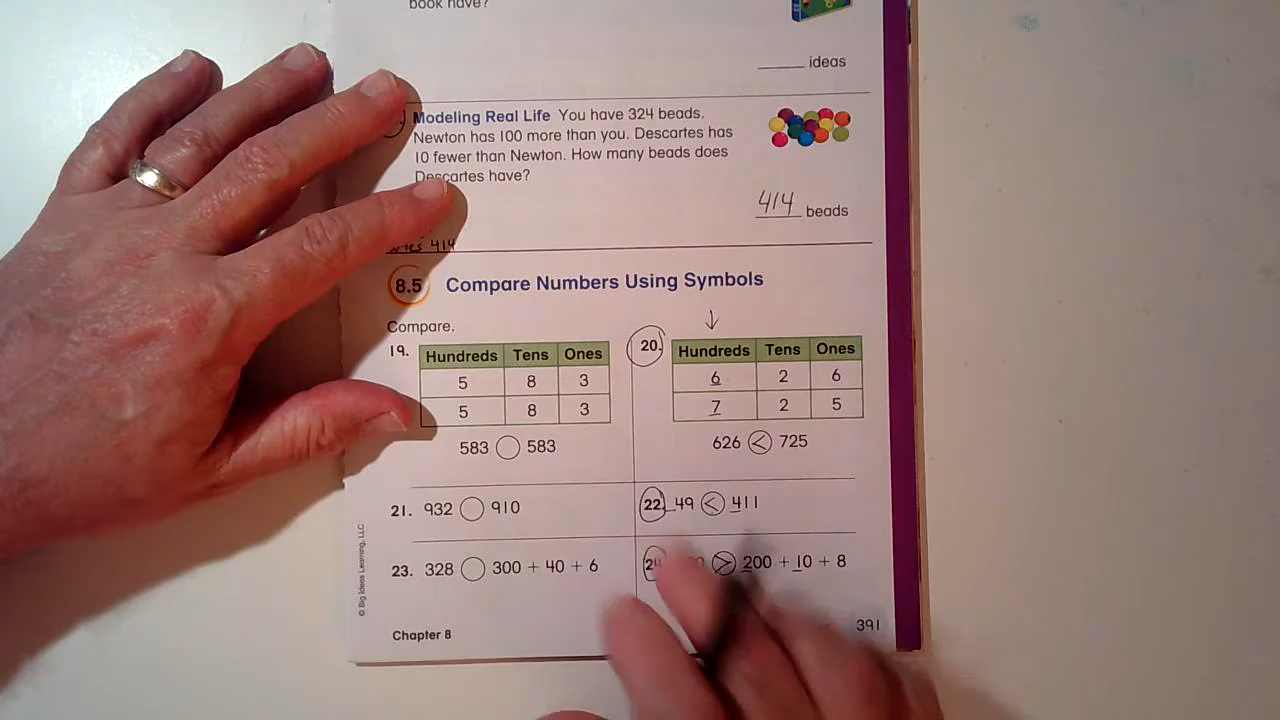 book have?
____ ideas
Modeling Real Life You have 324 beads.
Newton has 100 more than you. Descartes has
10 fewer than Newton. How many beads does
Descartes have?
414 beads
414
8.5 Compare Numbers Using Symbols
Compare.
19.
Hundreds Tens Ones
5 8 3
5 8 3
583 ◯ 583
20.
Hundreds Tens Ones
6 2 6
7 2 5
626 < 725
21. 932 ◯ 910
22. 49 < 411
23. 328 ◯ 300 + 40 + 6
24 > 200 + 10 + 8
© Big Ideas Learning, LLC
Chapter 8
391